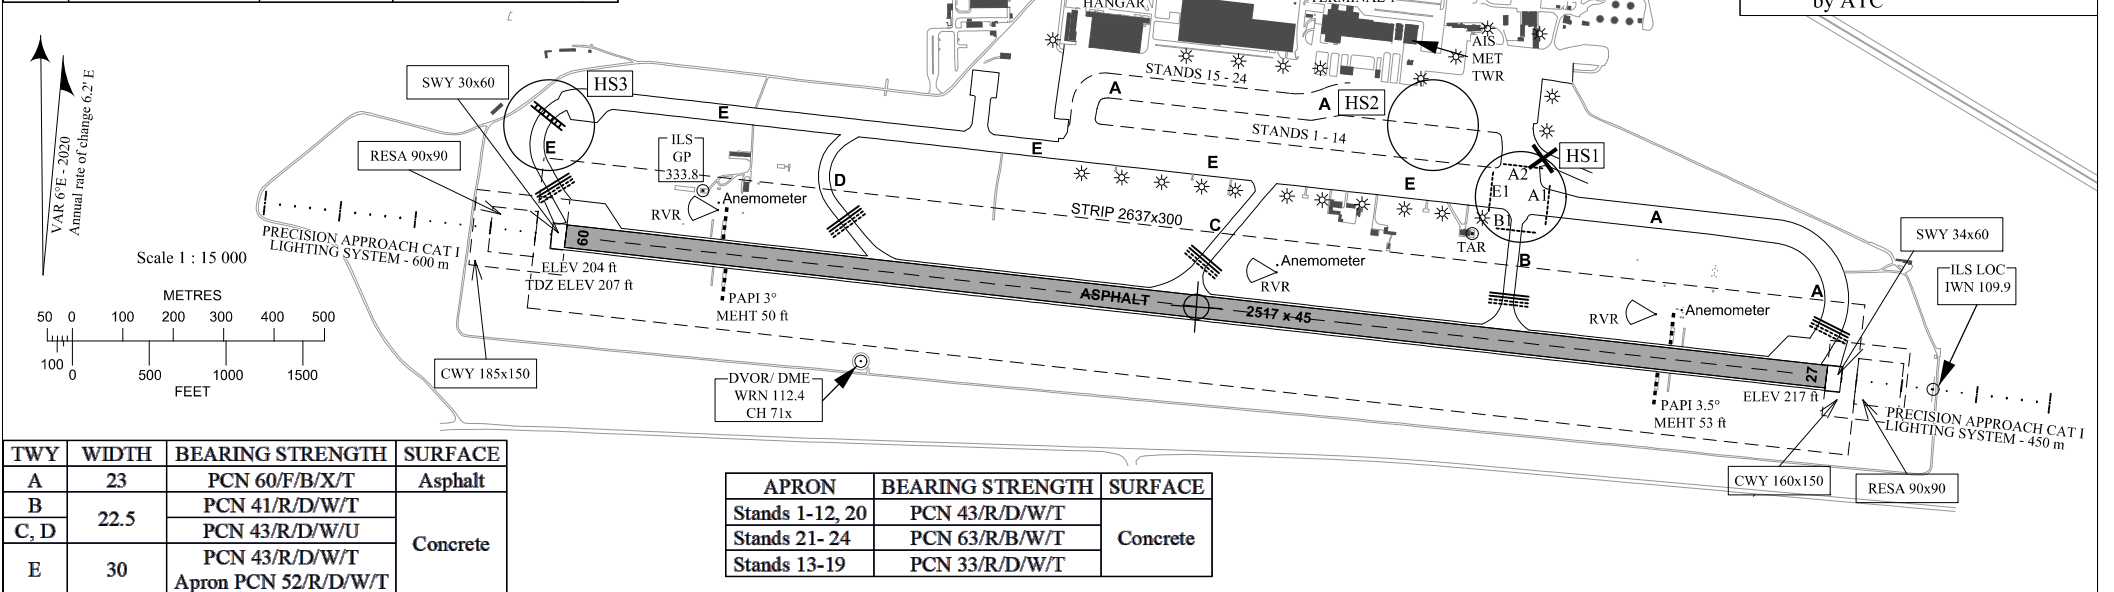 by ATC
HANGAR
TERMINAL 1
AIS
MET
TWR
STANDS 15 - 24
A
A
HS2
STANDS 1 - 14
HS3
SWY 30x60
E
E
RESA 90x90
ILS
GP
333.8
E
E
E
D
HS1
A2
E1
A1
B1
A
VAR 6°E - 2020
Annual rate of change 6.2' E
Anemometer
RVR
STRIP 2637x300
C
TAR
B
SWY 34x60
ILS LOC
IWN 109.9
PRECISION APPROACH CAT I
LIGHTING SYSTEM - 600 m
Scale 1 : 15 000
METRES
50 0 100 200 300 400 500
100 0 500 1000 1500
FEET
09
ELEV 204 ft
TDZ ELEV 207 ft
PAPI 3°
MEHT 50 ft
ASPHALT
2517 x 45
Anemometer
RVR
A
RVR
Anemometer
CWY 185x150
DVOR/ DME
WRN 112.4
CH 71x
27
ELEV 217 ft
PAPI 3.5°
MEHT 53 ft
PRECISION APPROACH CAT I
LIGHTING SYSTEM - 450 m
CWY 160x150
RESA 90x90
TWY WIDTH BEARING STRENGTH SURFACE
A 23 PCN 60/F/B/X/T Asphalt
B 22.5 PCN 41/R/D/W/T Concrete
C, D PCN 43/R/D/W/U
E 30 PCN 43/R/D/W/T
Apron PCN 52/R/D/W/T
APRON BEARING STRENGTH SURFACE
Stands 1-12, 20 PCN 43/R/D/W/T Concrete
Stands 21- 24 PCN 63/R/B/W/T
Stands 13-19 PCN 33/R/D/W/T